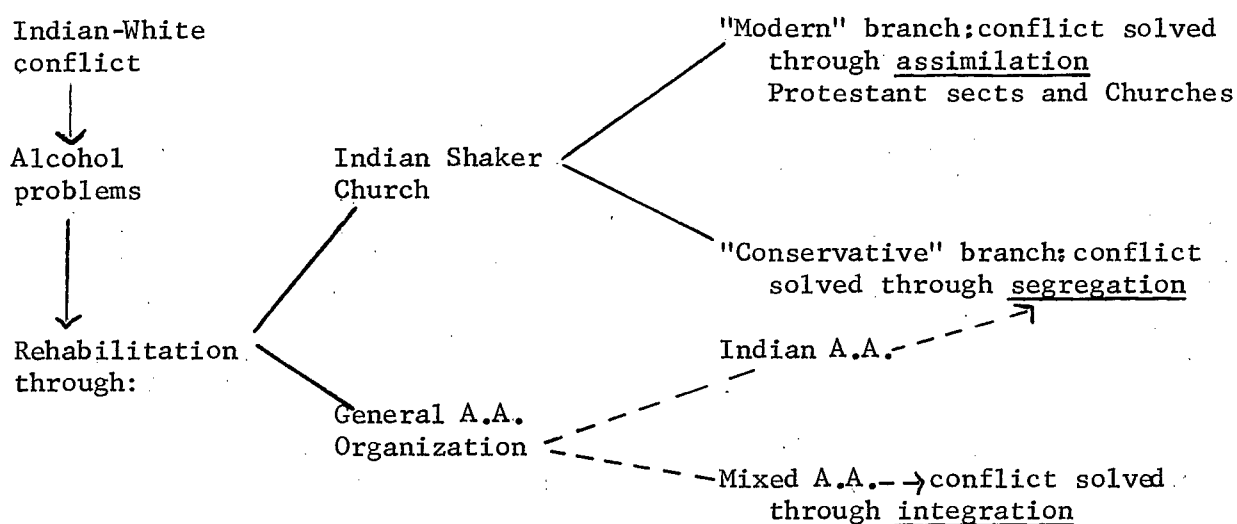 Indian-White
conflict
Alcohol
problems
Rehabilitation
through:
Indian Shaker
Church
General A.A.
Organization
"Modern" branch; conflict solved
through assimilation
Protestant sects and Churches
"Conservative" branch; conflict
solved through segregation
Indian A.A.
Mixed A.A. conflict solved
through integration